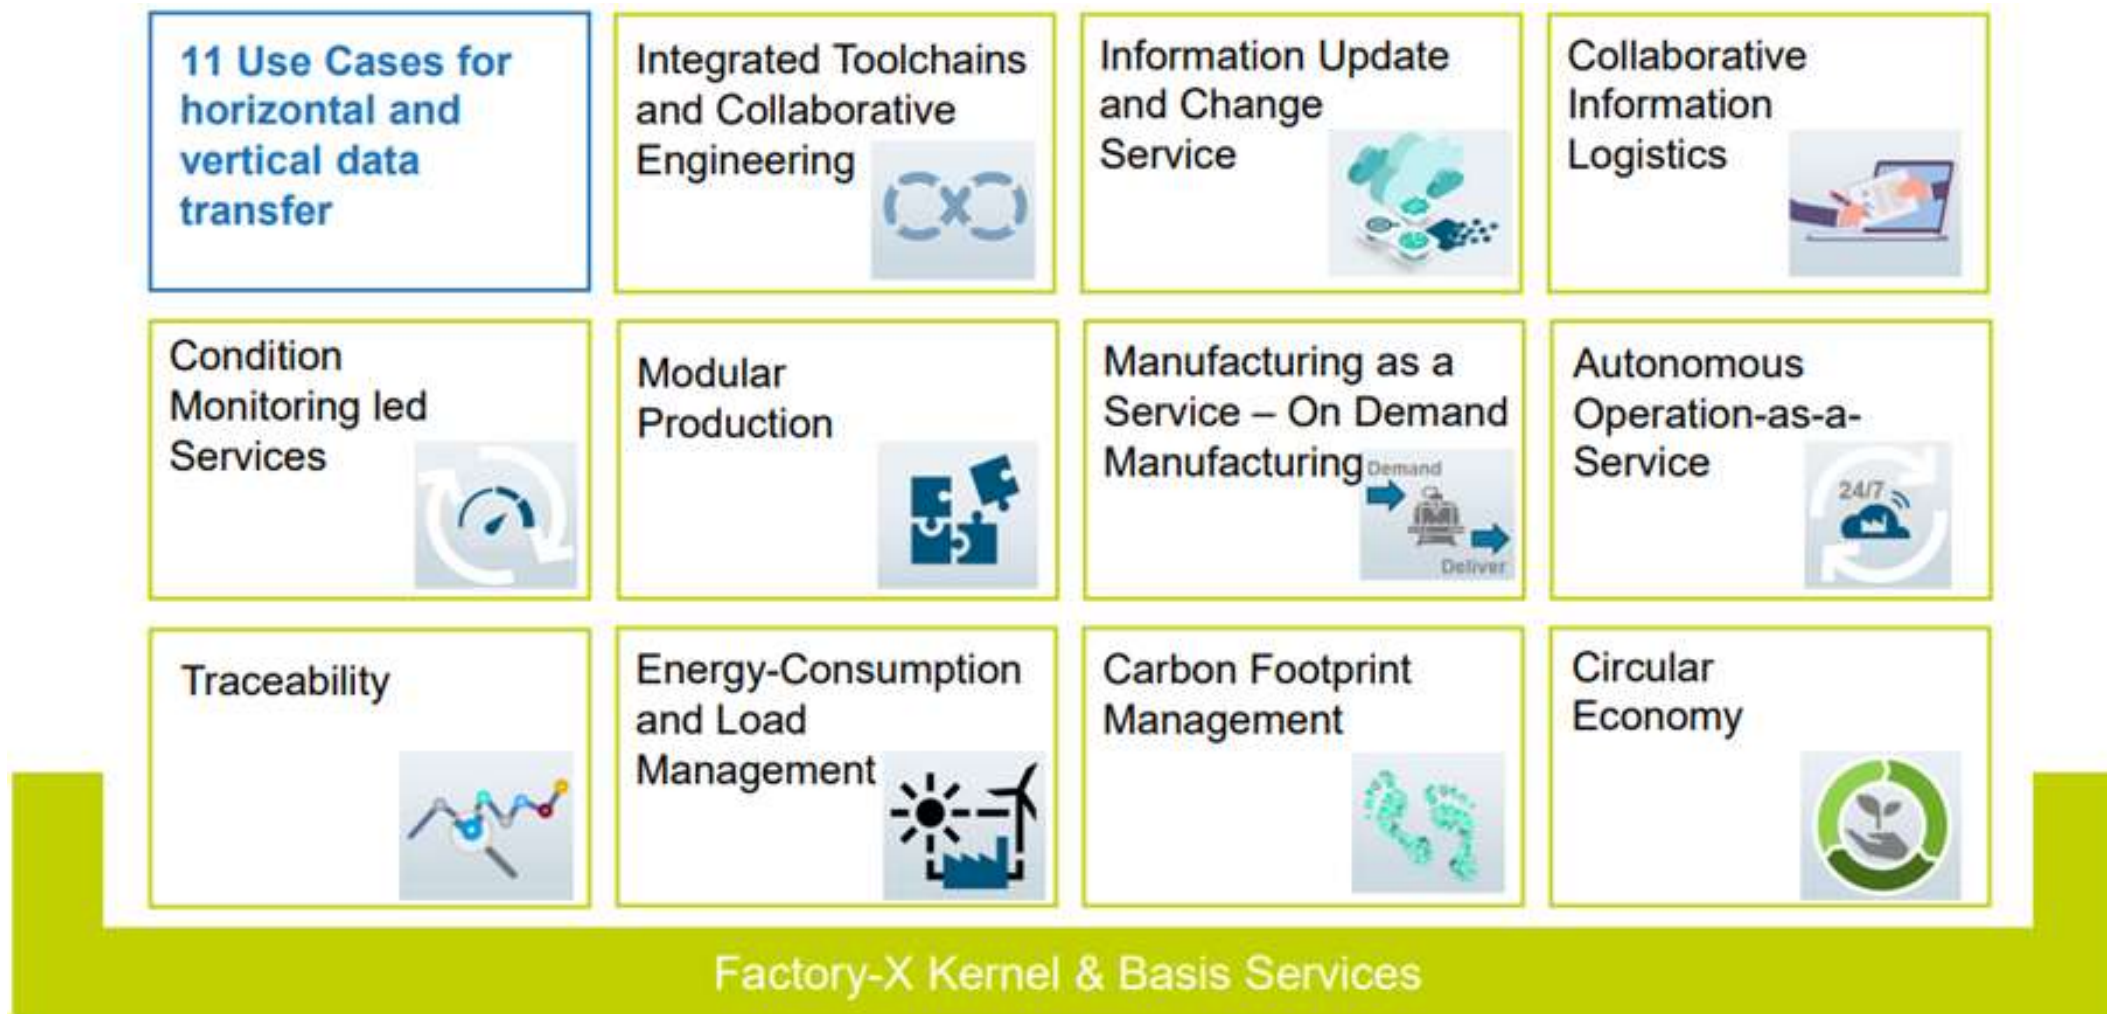 11 Use Cases for
horizontal and
vertical data
transfer
Integrated Toolchains
and Collaborative
Engineering
Information Update
and Change
Service
Collaborative
Information
Logistics
Condition
Monitoring led
Services
Modular
Production
Manufacturing as a
Service – On Demand
Manufacturing
Demand
Deliver
Autonomous
Operation-as-a-
Service
24/7
Traceability
Energy-Consumption
and Load
Management
Carbon Footprint
Management
Circular
Economy
Factory-X Kernel & Basis Services